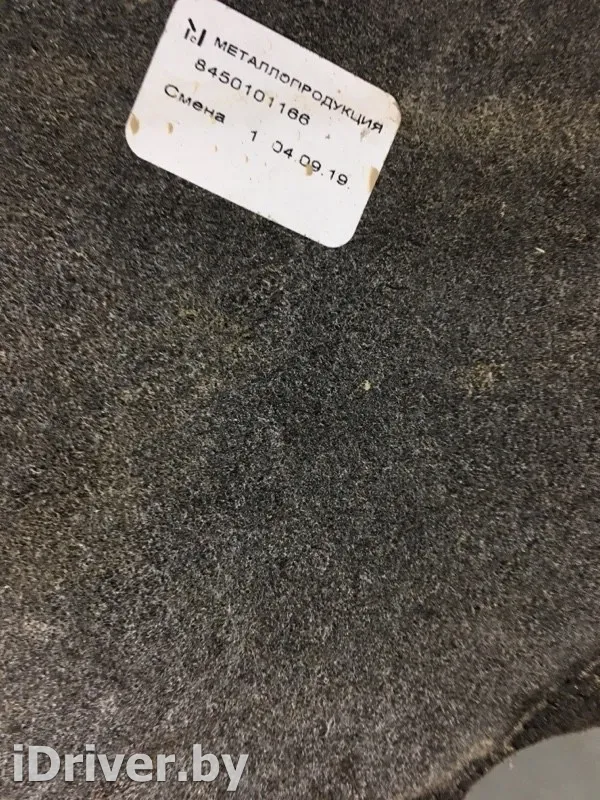 МЕТАЛЛОПРОДУКЦИЯ
8450101166
Смена 1 04.09.19
iDriver.by